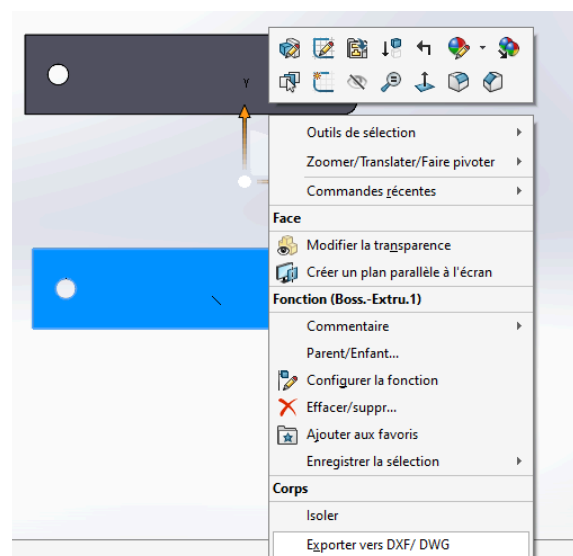 Y
Outils de sélection
Zoomer/Translater/Faire pivoter
Commandes récentes
Face
Modifier la transparence
Créer un plan parallèle à l'écran
Fonction (Boss.-Extru.1)
Commentaire
Parent/Enfant...
Configurer la fonction
Effacer/suppr...
Ajouter aux favoris
Enregistrer la sélection
Corps
Isoler
Exporter vers DXF/ DWG